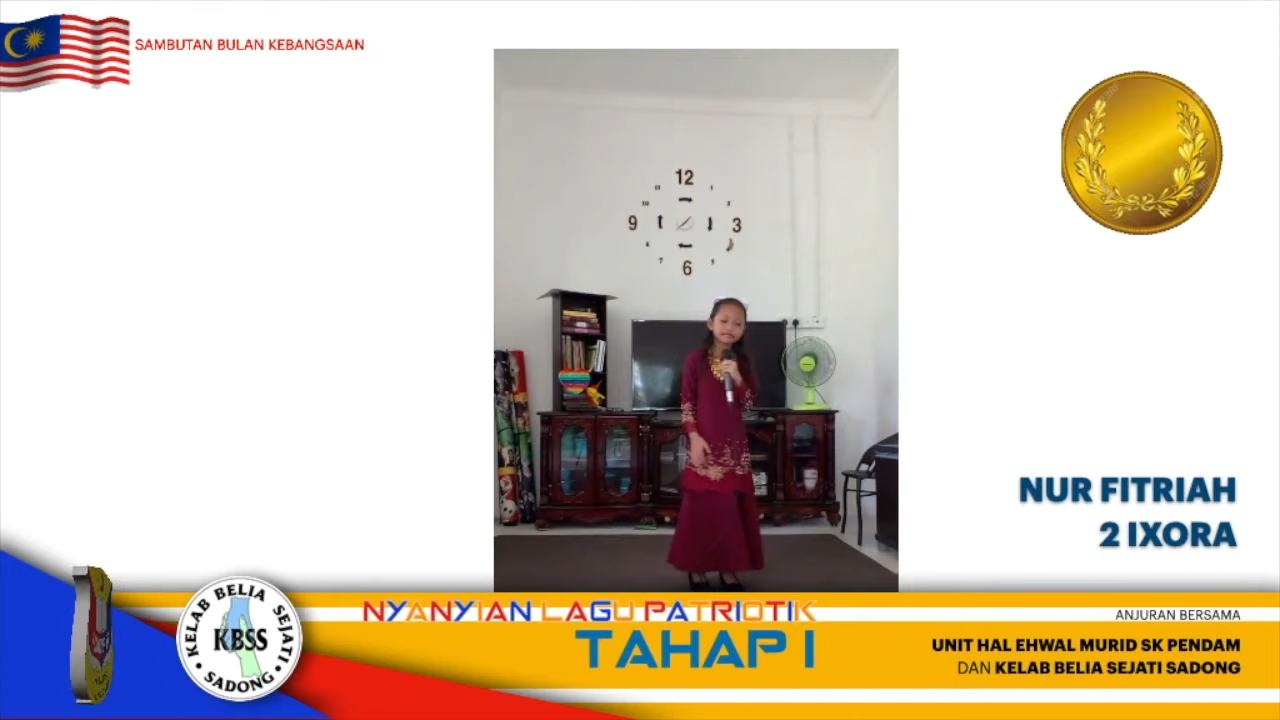 SAMBUTAN BULAN KEBANGSAAN
12
9
3
6
NUR FITRIAH
2 IXORA
KELAB BELIA SEJATI
KBSS
SADONG
NYANYIAN LAGU PATRIOTIK
TAHAP I
ANJURAN BERSAMA
UNIT HAL EHWAL MURID SK PENDAM
DAN KELAB BELIA SEJATI SADONG